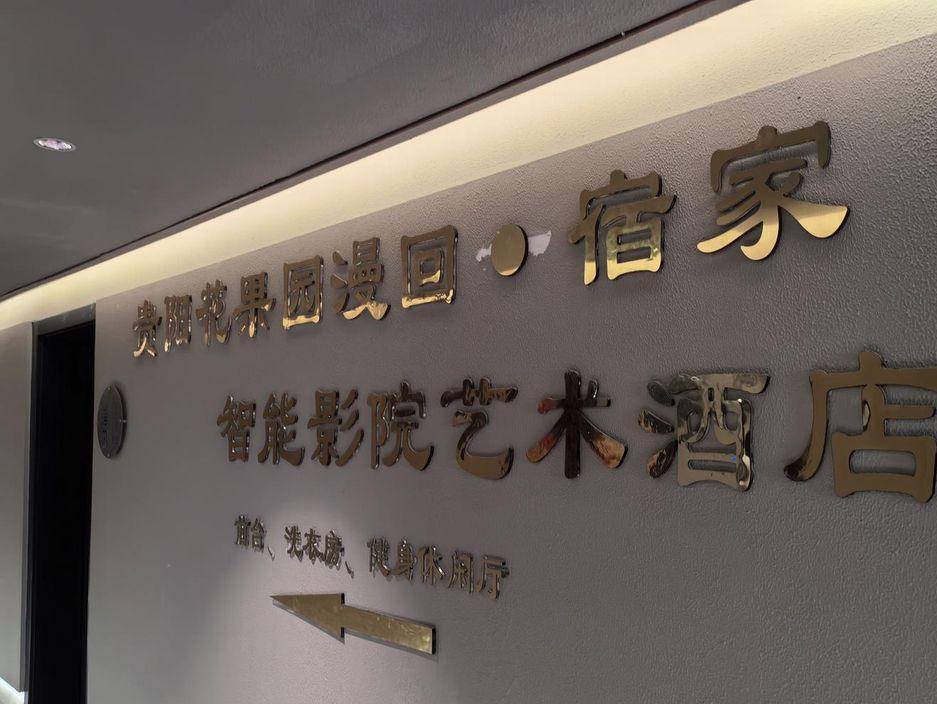 贵阳花果园漫回·宿家
智能影院艺术酒店
前台、洗衣房、健身休闲厅